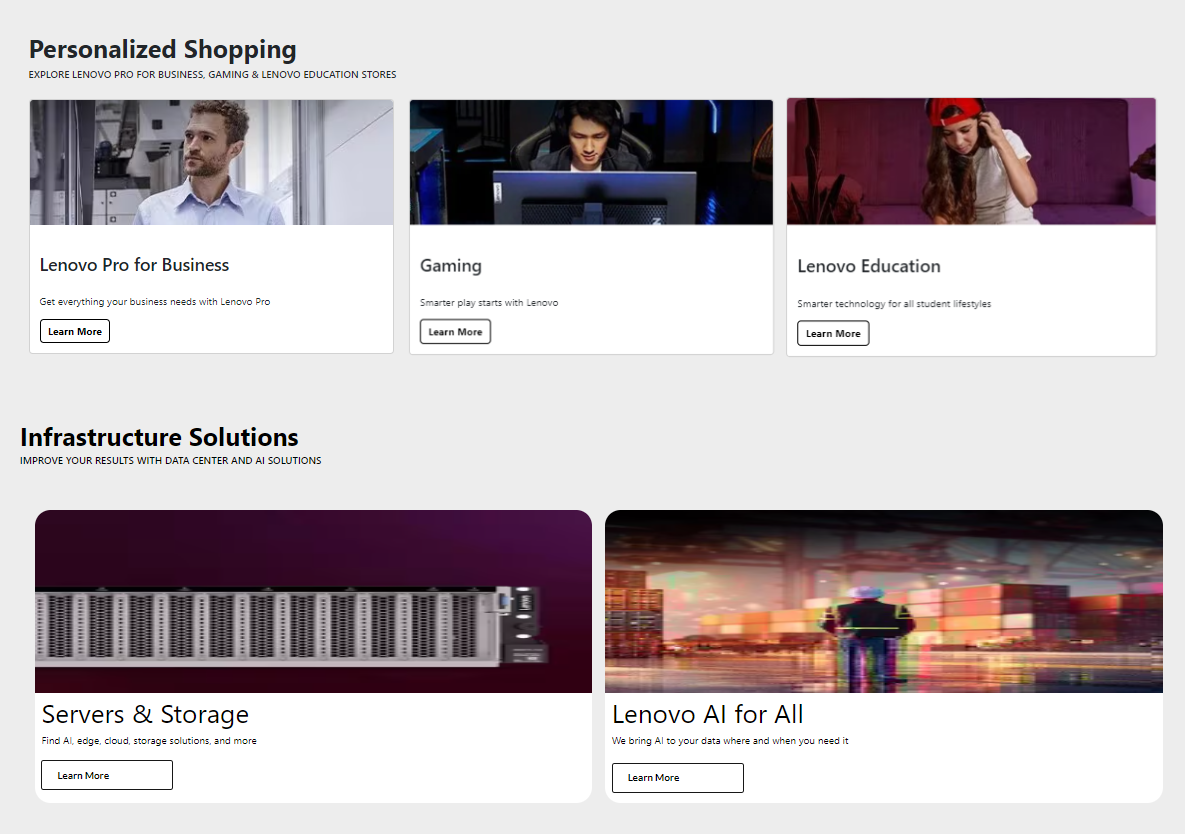 Personalized Shopping
EXPLORE LENOVO PRO FOR BUSINESS, GAMING & LENOVO EDUCATION STORES
Lenovo Pro for Business
Get everything your business needs with Lenovo Pro
Learn More
Gaming
Smarter play starts with Lenovo
Learn More
Lenovo Education
Smarter technology for all student lifestyles
Learn More
Infrastructure Solutions
IMPROVE YOUR RESULTS WITH DATA CENTER AND AI SOLUTIONS
Servers & Storage
Find AI, edge, cloud, storage solutions, and more
Learn More
Lenovo AI for All
We bring AI to your data where and when you need it
Learn More